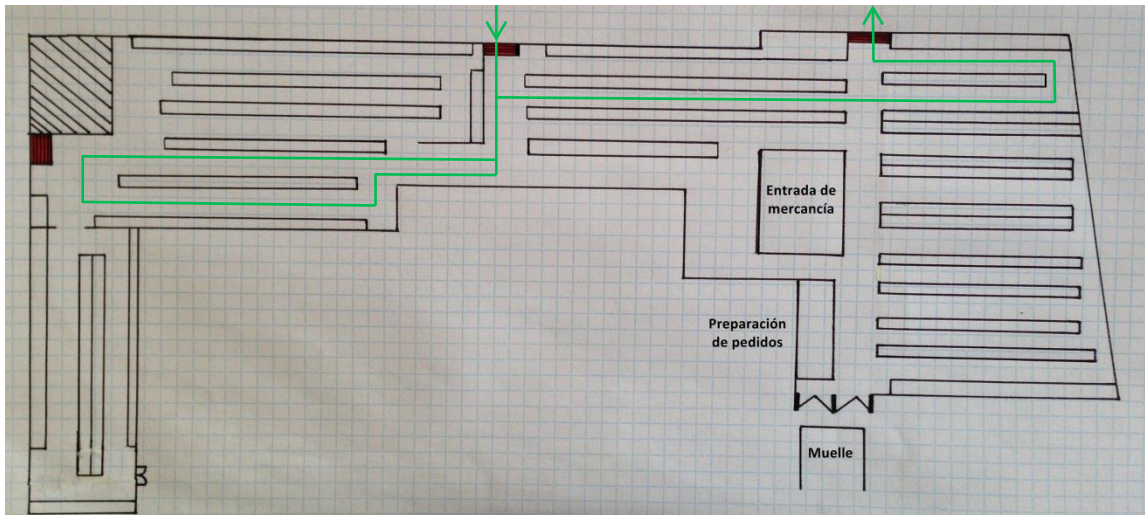 Entrada de
mercancía
Preparación
de pedidos
Muelle